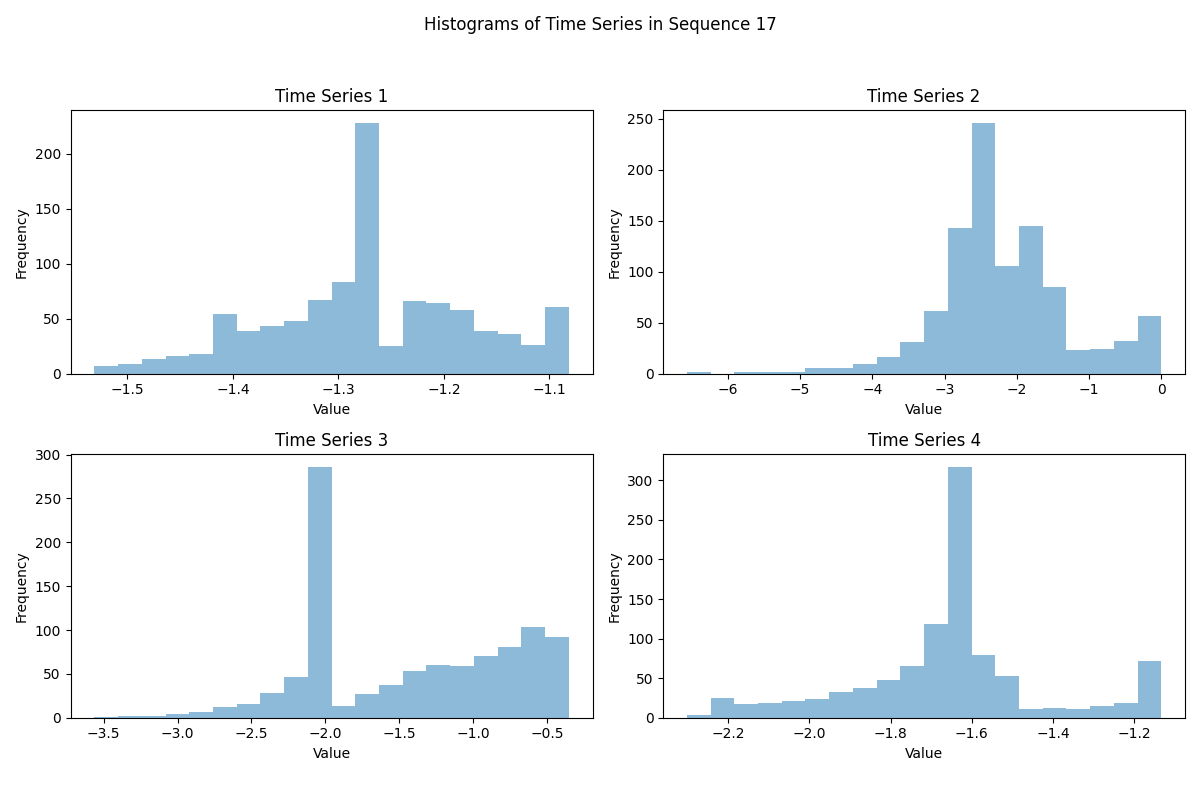 Histograms of Time Series in Sequence 17
Time Series 1
Frequency
200
150
100
50
0
−1.5 −1.4 −1.3 −1.2 −1.1
Value
Time Series 2
Frequency
250
200
150
100
50
0
−6 −5 −4 −3 −2 −1 0
Value
Time Series 3
Frequency
300
250
200
150
100
50
0
−3.5 −3.0 −2.5 −2.0 −1.5 −1.0 −0.5
Value
Time Series 4
Frequency
300
250
200
150
100
50
0
−2.2 −2.0 −1.8 −1.6 −1.4 −1.2
Value